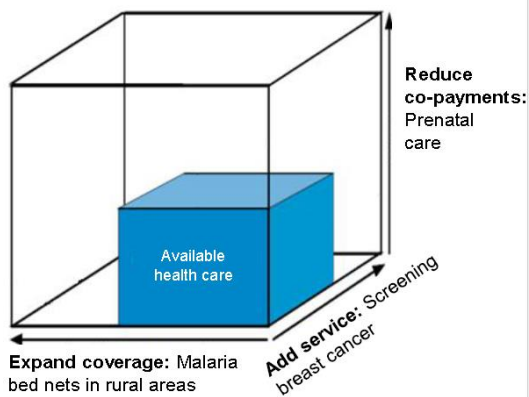 Reduce
co-payments:
Prenatal
care
Available
health care
Add service: Screening
breast cancer
Expand coverage: Malaria
bed nets in rural areas